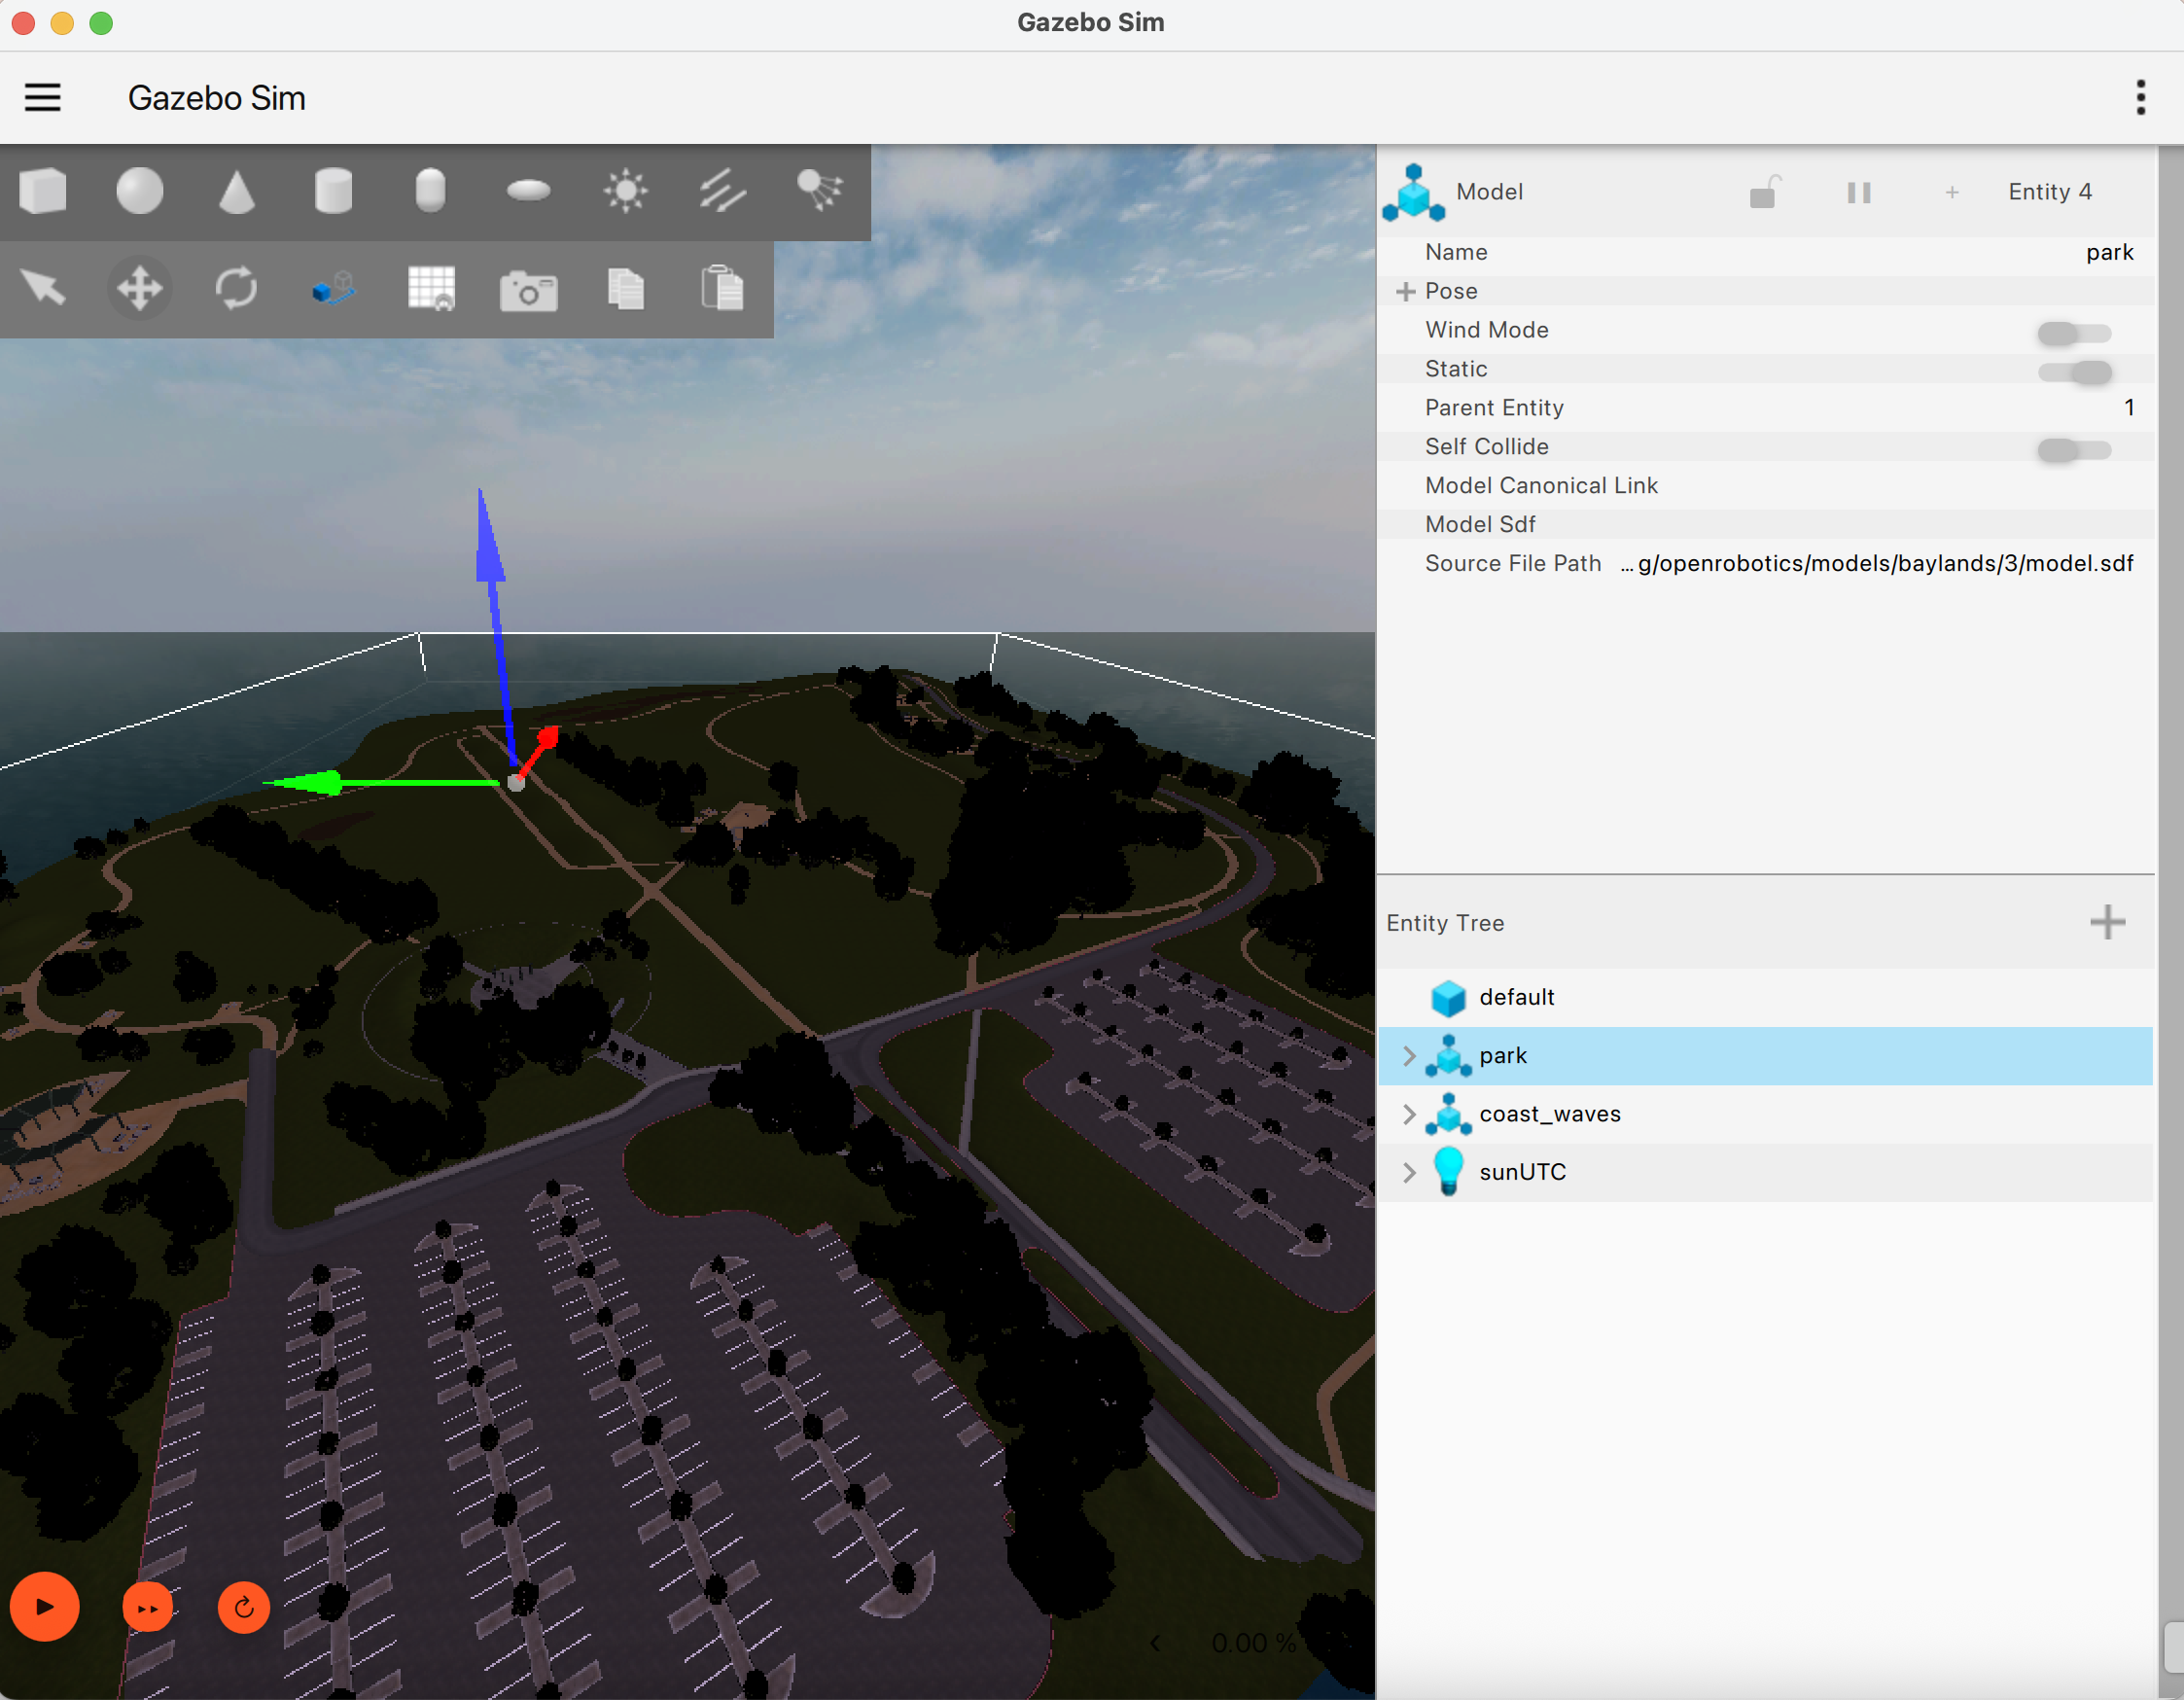 Gazebo Sim
Gazebo Sim
Model
Entity 4
Name park
Pose
Wind Mode
Static
Parent Entity 1
Self Collide
Model Canonical Link
Model Sdf
Source File Path ...g/openrobotics/models/baylands/3/model.sdf
Entity Tree
default
park
coast_waves
sunUTC
0.00 %